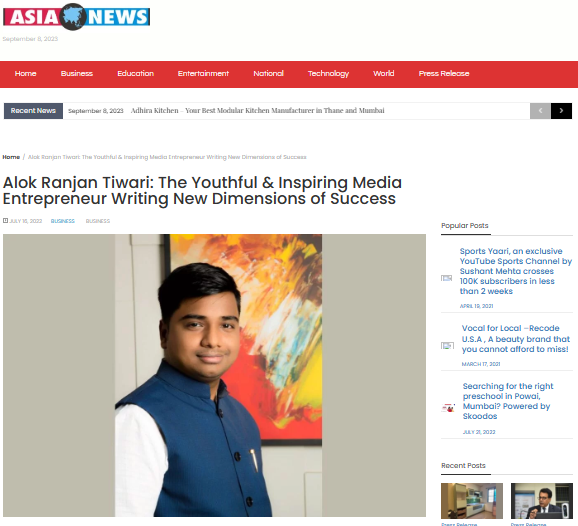 ASIA NEWS
September 8, 2023
Home Business Education Entertainment National Technology World Press Release
Recent News September 8, 2023 Adhira Kitchen – Your Best Modular Kitchen Manufacturer in Thane and Mumbai
Home / Alok Ranjan Tiwari: The Youthful & Inspiring Media Entrepreneur Writing New Dimensions of Success
Alok Ranjan Tiwari: The Youthful & Inspiring Media
Entrepreneur Writing New Dimensions of Success
JULY 16, 2022 BUSINESS BUSINESS
Popular Posts
Sports Yaari, an exclusive
YouTube Sports Channel by
Sushant Mehta crosses
100K subscribers in less
than 2 weeks
APRIL 19, 2021
Vocal for Local –Recode
U.S.A , A beauty brand that
you cannot afford to miss!
MARCH 17, 2021
Searching for the right
preschool in Powai,
Mumbai? Powered by
Skoodos
JULY 21, 2022
Recent Posts
Press Release Press Release